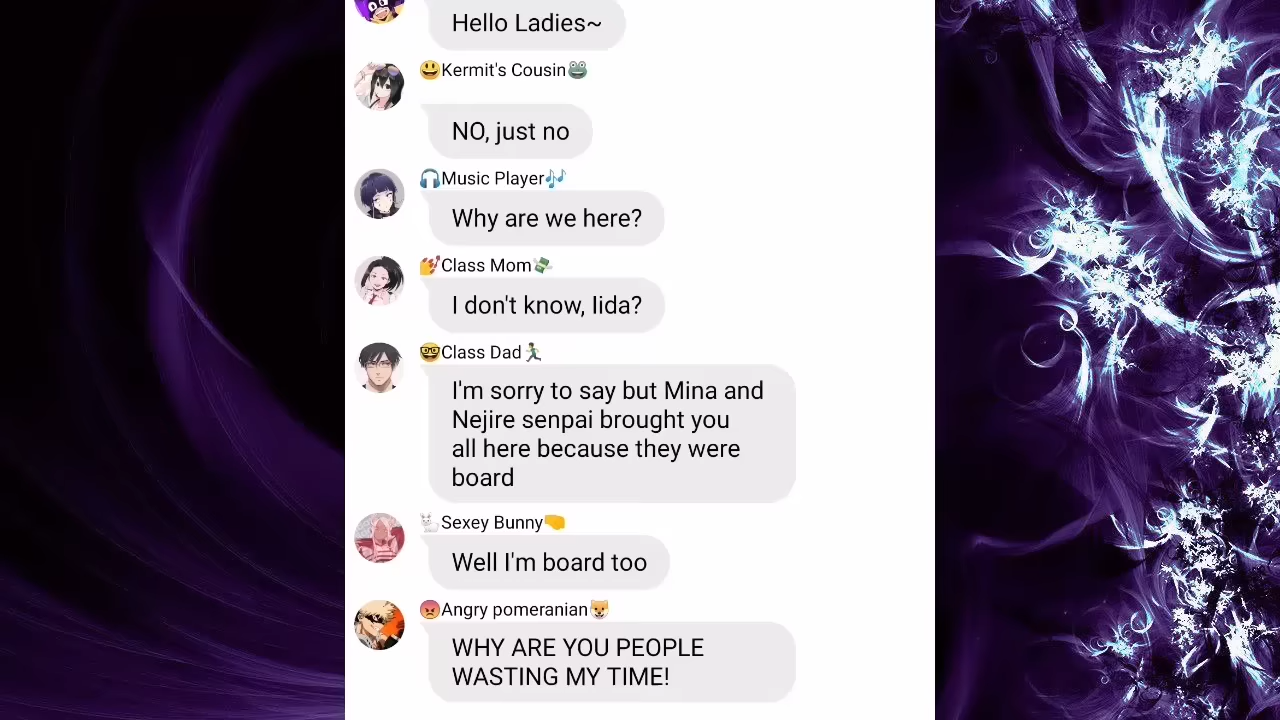 Hello Ladies~
😃Kermit's Cousin🐸
NO, just no
🎧Music Player🎶
Why are we here?
💅Class Mom💸
I don't know, Iida?
🤓Class Dad🏃‍♂️
I'm sorry to say but Mina and
Nejire senpai brought you
all here because they were
board
🐇Sexey Bunny🤜
Well I'm board too
😡Angry pomeranian🐕
WHY ARE YOU PEOPLE
WASTING MY TIME!